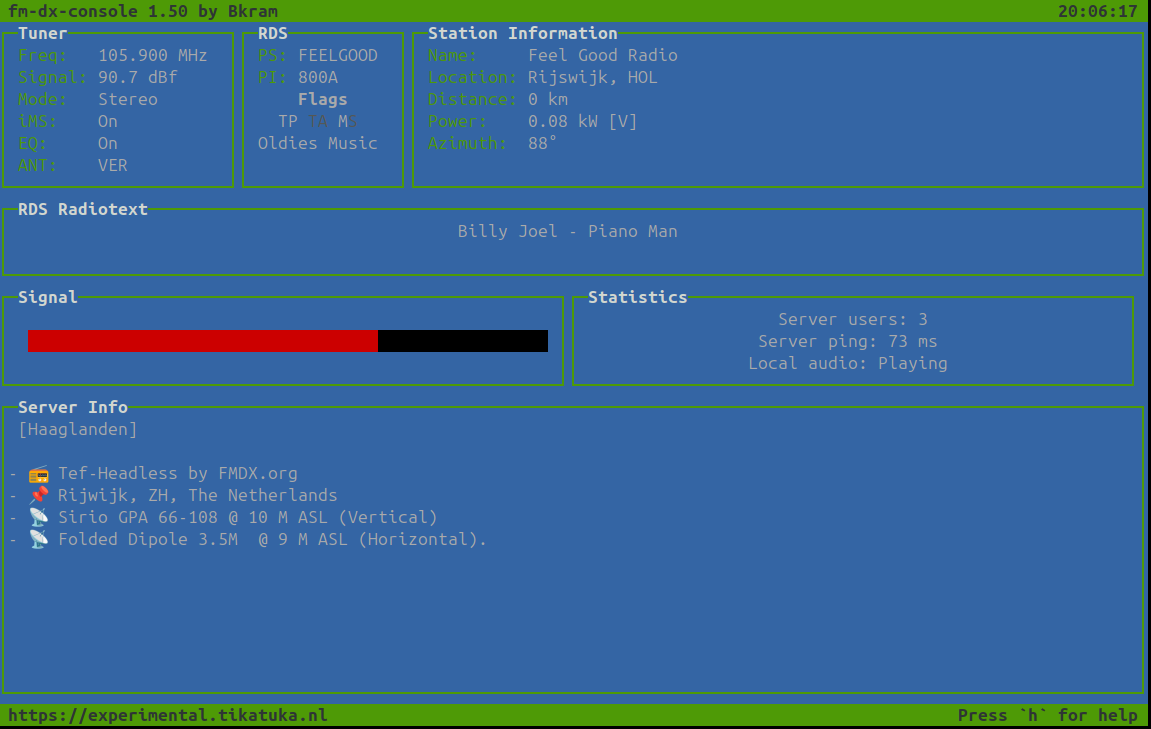 fm-dx-console 1.50 by Bkram 20:06:17
Tuner
Freq: 105.900 MHz
Signal: 90.7 dBf
Mode: Stereo
iMS: On
EQ: On
ANT: VER
RDS
PS: FEELGOOD
PI: 800A
Flags
TP TA MS
Oldies Music
Station Information
Name: Feel Good Radio
Location: Rijswijk, HOL
Distance: 0 km
Power: 0.08 kW [V]
Azimuth: 88°
RDS Radiotext
Billy Joel - Piano Man
Signal
Statistics
Server users: 3
Server ping: 73 ms
Local audio: Playing
Server Info
[Haaglanden]
- 📻 Tef-Headless by FMDX.org
- 📌 Rijwijk, ZH, The Netherlands
- 📡 Sirio GPA 66-108 @ 10 M ASL (Vertical)
- 📡 Folded Dipole 3.5M  @ 9 M ASL (Horizontal).
https://experimental.tikatuka.nl Press `h` for help